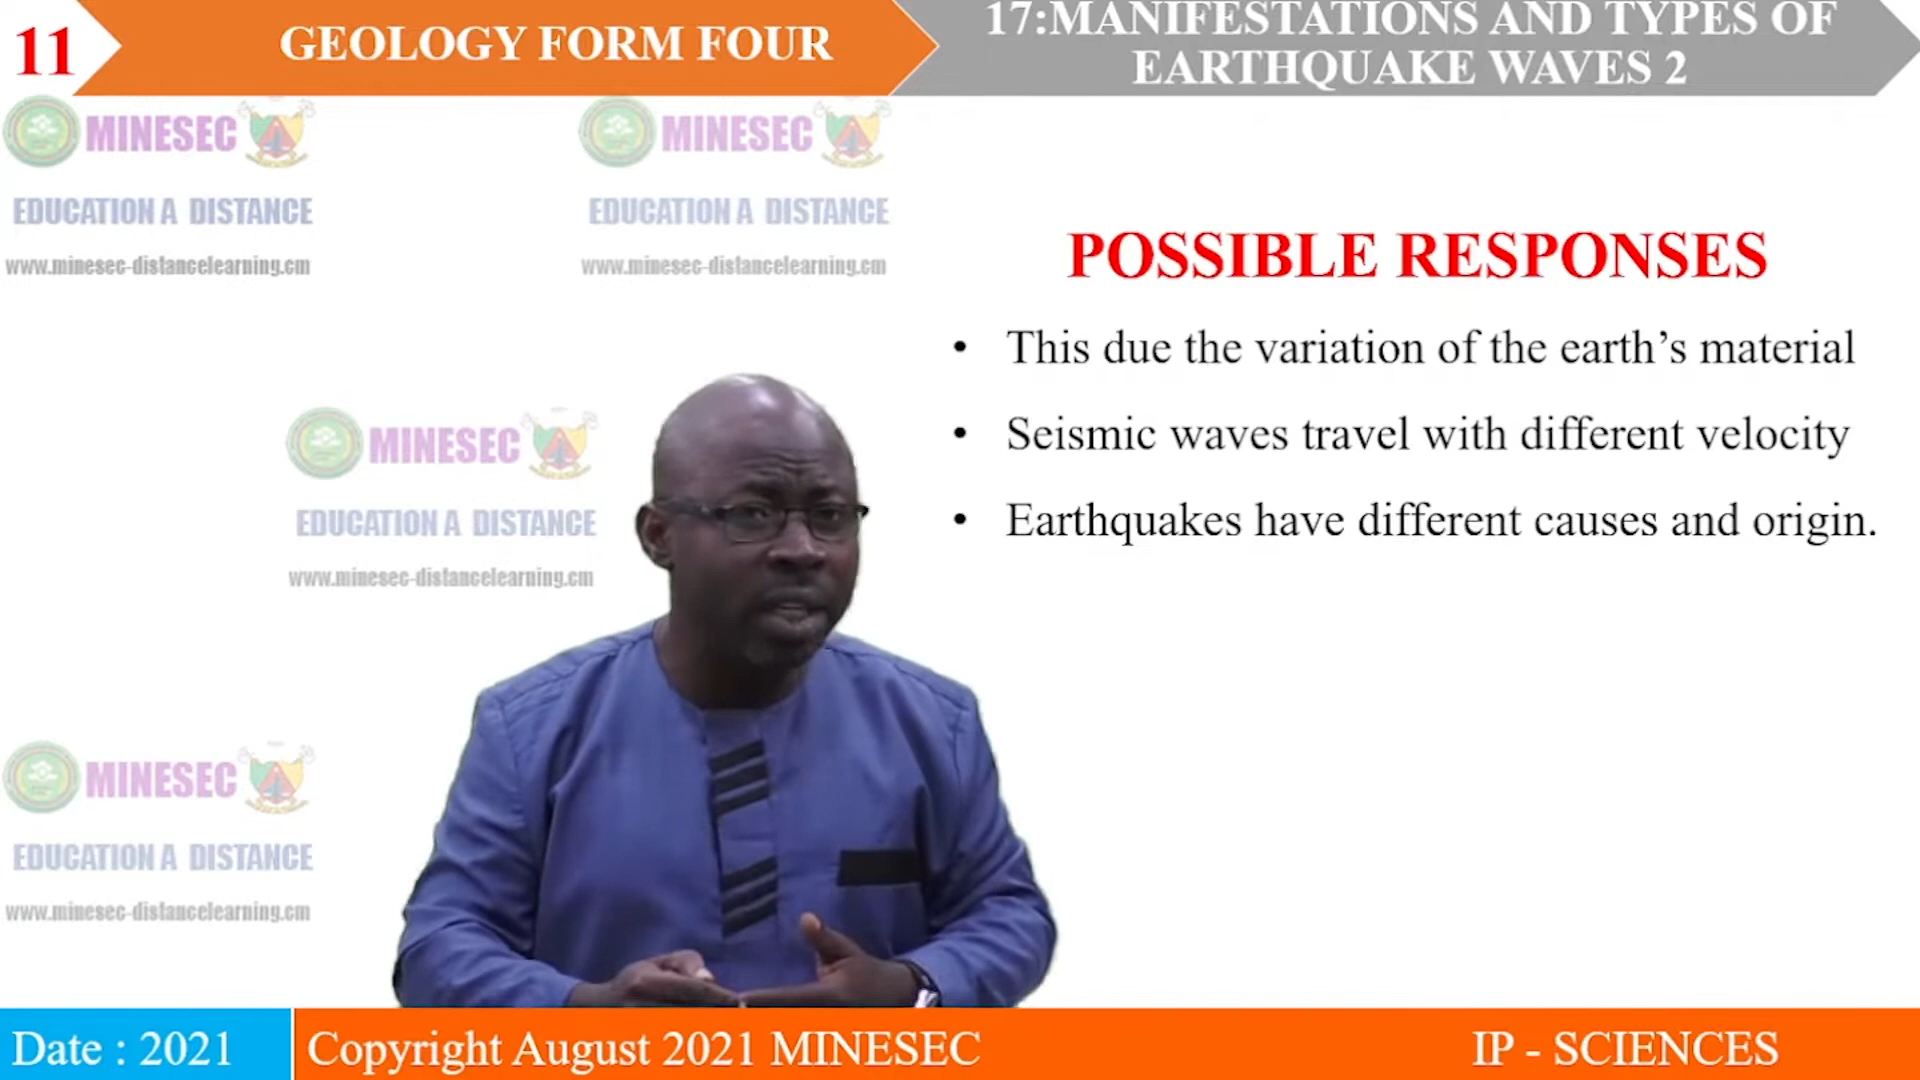 11
GEOLOGY FORM FOUR
17:MANIFESTATIONS AND TYPES OF
EARTHQUAKE WAVES 2
MINESEC
EDUCATION A DISTANCE
www.minesec-distancelearning.cm
MINESEC
EDUCATION A DISTANCE
www.minesec-distancelearning.cm
POSSIBLE RESPONSES
• This due the variation of the earth’s material
• Seismic waves travel with different velocity
• Earthquakes have different causes and origin.
MINESEC
EDUCATION A DISTANCE
www.minesec-distancelearning.cm
MINESEC
EDUCATION A DISTANCE
www.minesec-distancelearning.cm
Date : 2021
Copyright August 2021 MINESEC
IP - SCIENCES